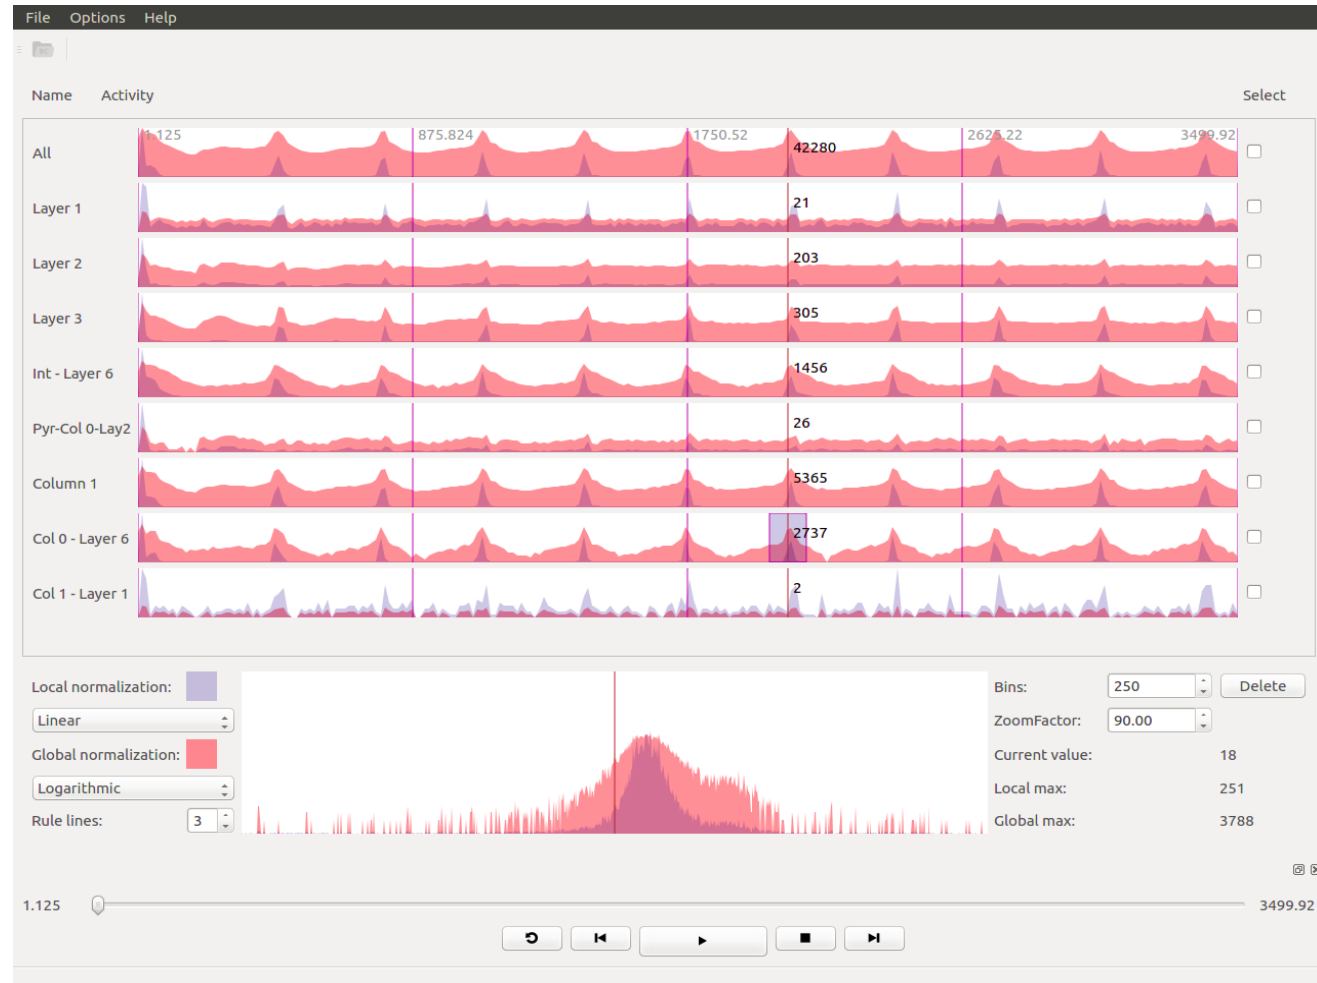 File Options Help
Name Activity Select
1.125 875.824 1750.52 2625.22 3499.92
All 42280
Layer 1 21
Layer 2 203
Layer 3 305
Int - Layer 6 1456
Pyr-Col 0-Lay2 26
Column 1 5365
Col 0 - Layer 6 2737
Col 1 - Layer 1 2
Local normalization: Bins: 250 Delete
Linear ZoomFactor: 90.00
Global normalization: Current value: 18
Logarithmic Local max: 251
Rule lines: 3 Global max: 3788
1.125 3499.92